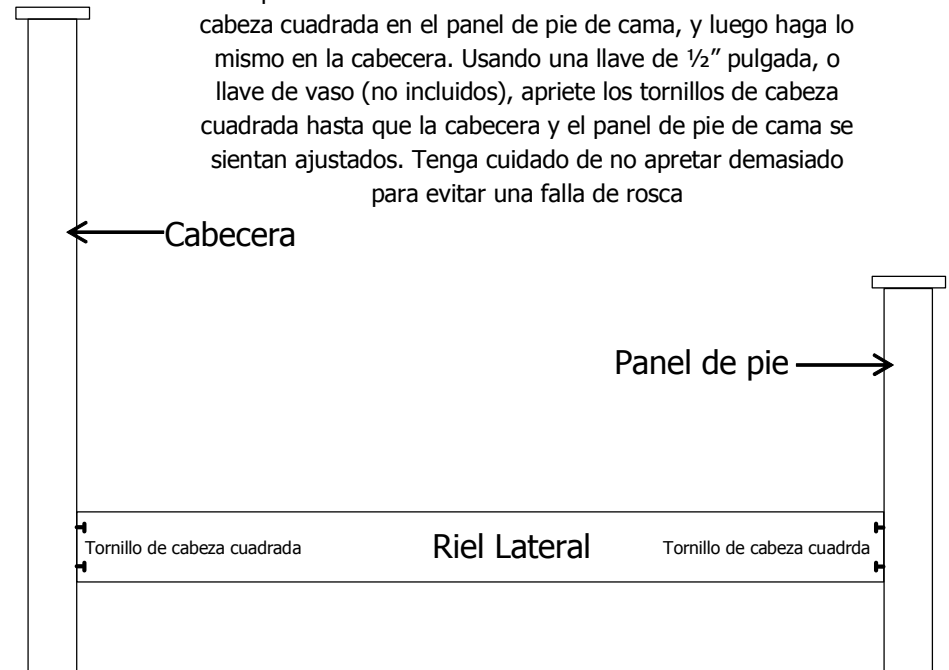 cabeza cuadrada en el panel de pie de cama, y luego haga lo
mismo en la cabecera. Usando una llave de ½” pulgada, o
llave de vaso (no incluidos), apriete los tornillos de cabeza
cuadrada hasta que la cabecera y el panel de pie de cama se
sientan ajustados. Tenga cuidado de no apretar demasiado
para evitar una falla de rosca
Cabecera
Panel de pie
Tornillo de cabeza cuadrada
Riel Lateral
Tornillo de cabeza cuadrda